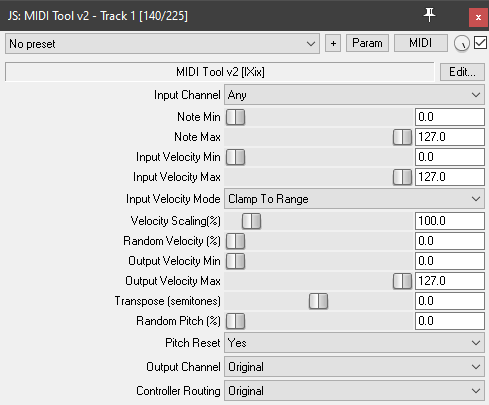 JS: MIDI Tool v2 - Track 1 [140/225]
No preset + Param MIDI
MIDI Tool v2 [IXix] Edit...
Input Channel Any
Note Min 0.0
Note Max 127.0
Input Velocity Min 0.0
Input Velocity Max 127.0
Input Velocity Mode Clamp To Range
Velocity Scaling(%) 100.0
Random Velocity (%) 0.0
Output Velocity Min 0.0
Output Velocity Max 127.0
Transpose (semitones) 0.0
Random Pitch (%) 0.0
Pitch Reset Yes
Output Channel Original
Controller Routing Original